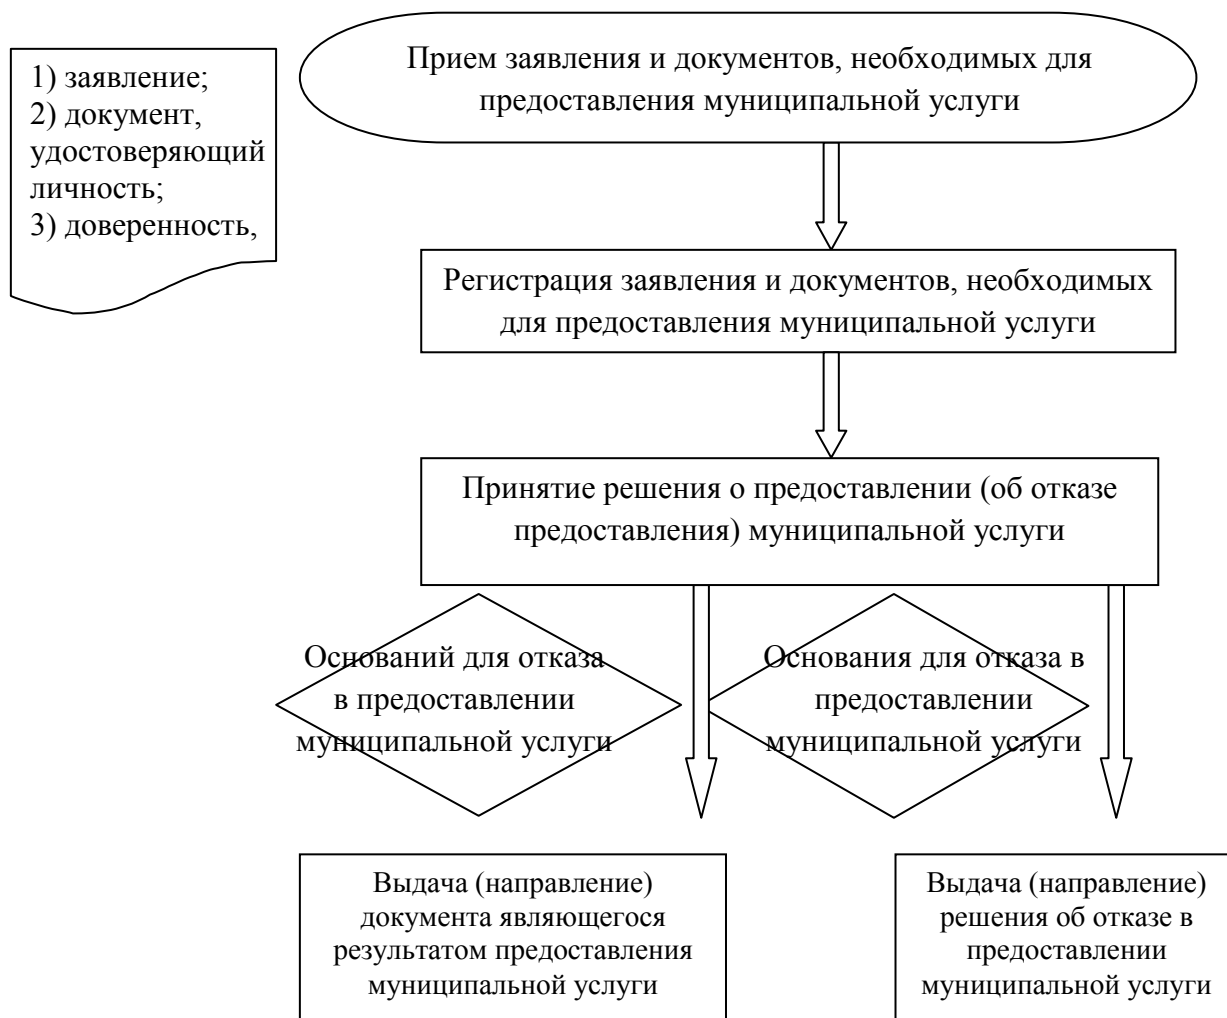 1) заявление;
2) документ,
удостоверяющий
личность;
3) доверенность,
Прием заявления и документов, необходимых для
предоставления муниципальной услуги
Регистрация заявления и документов, необходимых
для предоставления муниципальной услуги
Принятие решения о предоставлении (об отказе
предоставления) муниципальной услуги
Оснований для отказа
в предоставлении
муниципальной услуги
Основания для отказа в
предоставлении
муниципальной услуги
Выдача (направление)
документа являющегося
результатом предоставления
муниципальной услуги
Выдача (направление)
решения об отказе в
предоставлении
муниципальной услуги